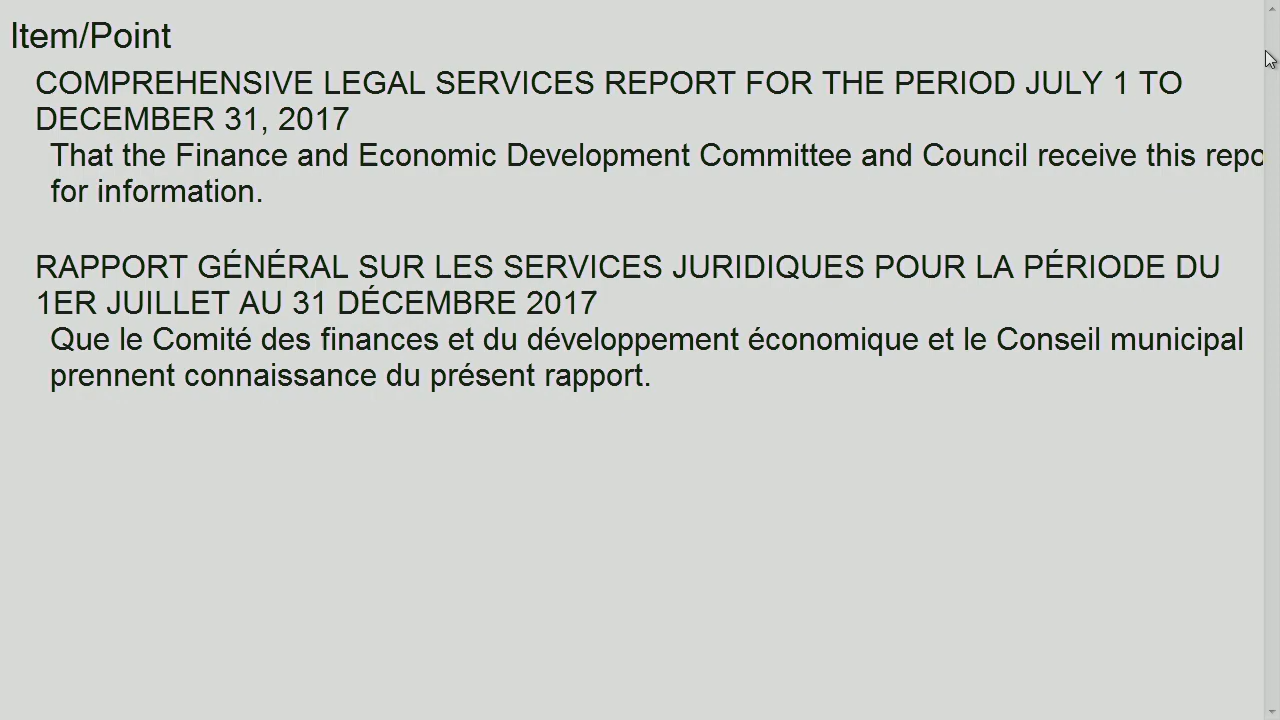 Item/Point
COMPREHENSIVE LEGAL SERVICES REPORT FOR THE PERIOD JULY 1 TO
DECEMBER 31, 2017
That the Finance and Economic Development Committee and Council receive this repo
for information.
RAPPORT GÉNÉRAL SUR LES SERVICES JURIDIQUES POUR LA PÉRIODE DU
1ER JUILLET AU 31 DÉCEMBRE 2017
Que le Comité des finances et du développement économique et le Conseil municipal
prennent connaissance du présent rapport.